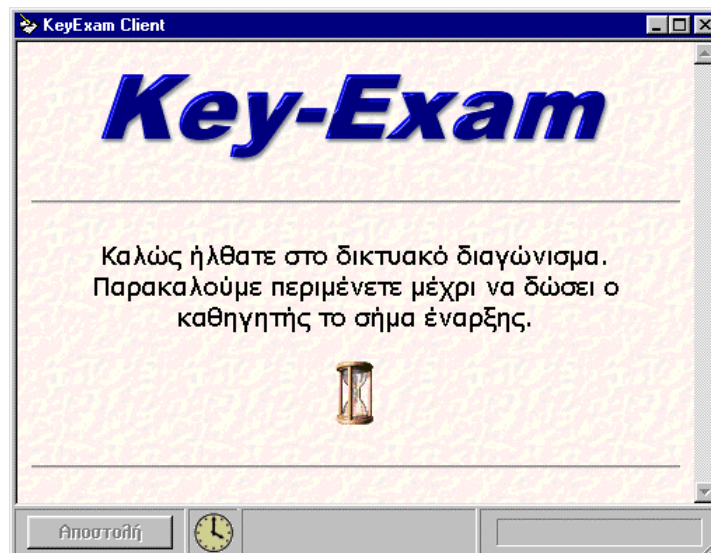 KeyExam Client
Key-Exam
Καλώς ήλθατε στο δικτυακό διαγώνισμα.
Παρακαλούμε περιμένετε μέχρι να δώσει ο
καθηγητής το σήμα έναρξης.
Αποστολή